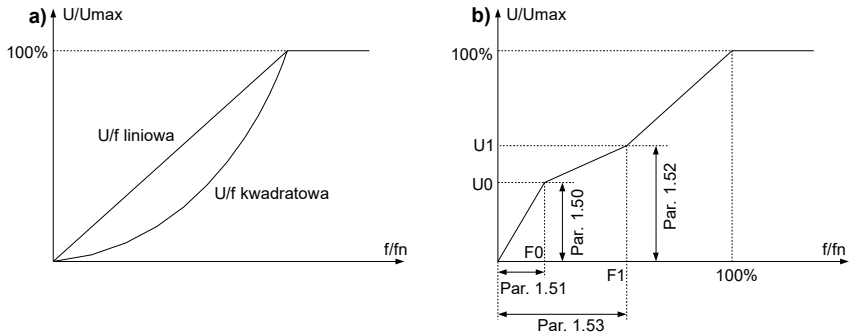 a)
U/Umax
100%
U/f liniowa
U/f kwadratowa
f/fn
b)
U/Umax
100%
U1
U0
Par. 1.50
Par. 1.52
F0
F1
f/fn
100%
Par. 1.51
Par. 1.53